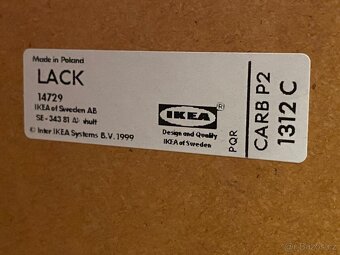 Made in Poland
LACK
14729
IKEA of Sweden AB
SE-343 81 Älmhult
© Inter IKEA Systems B.V. 1999
IKEA®
Design and Quality
IKEA of Sweden
PQR
CARB P2
1312 C